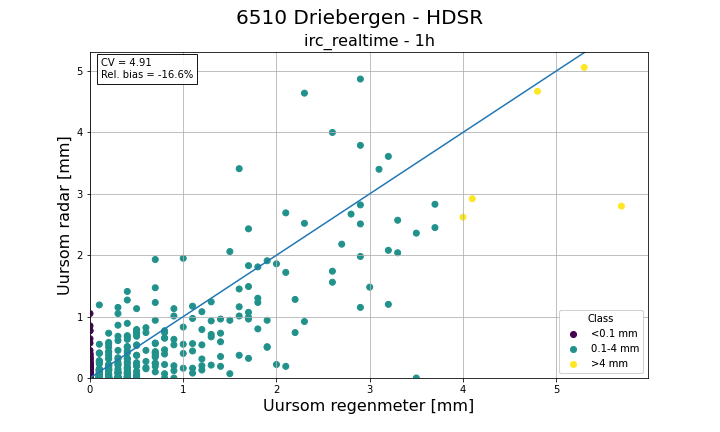 6510 Driebergen - HDSR
irc_realtime - 1h
CV = 4.91
Rel. bias = -16.6%
5
4
3
2
1
0
Uursom radar [mm]
0 1 2 3 4 5
Uursom regenmeter [mm]
Class
<0.1 mm
0.1-4 mm
>4 mm